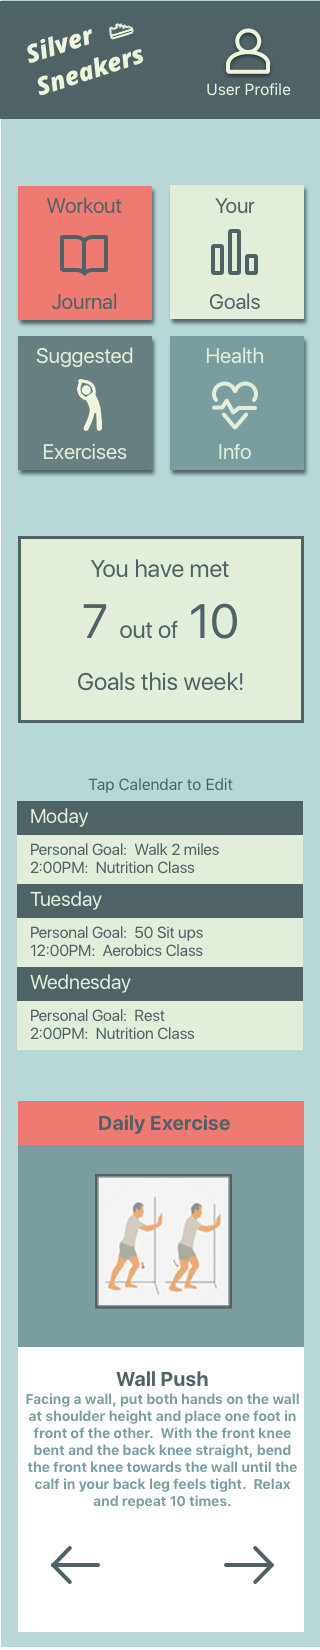 Silver
Sneakers
User Profile
Workout
Journal
Your
Goals
Suggested
Exercises
Health
Info
You have met
7 out of 10
Goals this week!
Tap Calendar to Edit
Moday
Personal Goal: Walk 2 miles
2:00PM: Nutrition Class
Tuesday
Personal Goal: 50 Sit ups
12:00PM: Aerobics Class
Wednesday
Personal Goal: Rest
2:00PM: Nutrition Class
Daily Exercise
Wall Push
Facing a wall, put both hands on the wall
at shoulder height and place one foot in
front of the other. With the front knee
bent and the back knee straight, bend
the front knee towards the wall until the
calf in your back leg feels tight. Relax
and repeat 10 times.